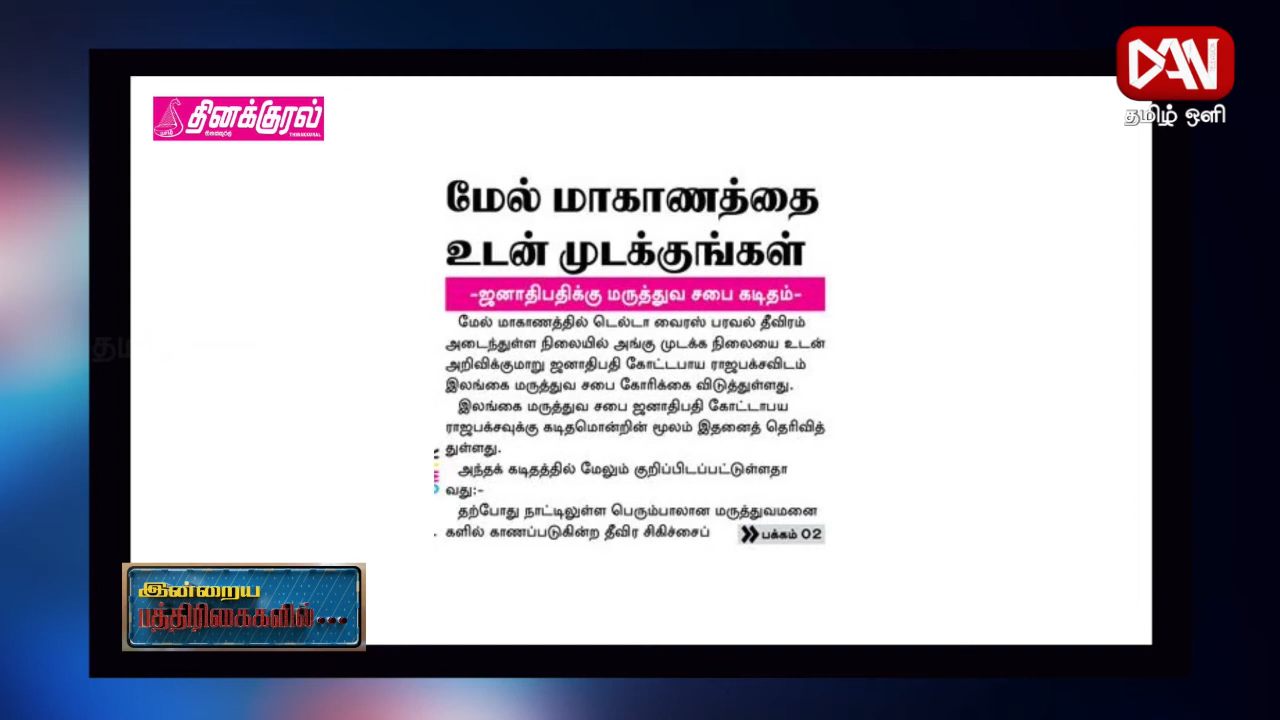 தினக்குரல்
THINAKKURAL
DAN
தமிழ் ஒளி
மேல் மாகாணத்தை
உடன் முடக்குங்கள்
-ஜனாதிபதிக்கு மருத்துவ சபை கடிதம்-
மேல் மாகாணத்தில் டெல்டா வைரஸ் பரவல் தீவிரம்
அடைந்துள்ள நிலையில் அங்கு முடக்க நிலையை உடன்
அறிவிக்குமாறு ஜனாதிபதி கோட்டபாய ராஜபக்சவிடம்
இலங்கை மருத்துவ சபை கோரிக்கை விடுத்துள்ளது.
இலங்கை மருத்துவ சபை ஜனாதிபதி கோட்டாபய
ராஜபக்சவுக்கு கடிதமொன்றின் மூலம் இதனைத் தெரிவித்
துள்ளது.
அந்தக் கடிதத்தில் மேலும் குறிப்பிடப்பட்டுள்ளதா
வது:-
தற்போது நாட்டிலுள்ள பெரும்பாலான மருத்துவமனை
களில் காணப்படுகின்ற தீவிர சிகிச்சைப்
பக்கம் 02
இன்றைய
பத்திரிகைகளில்...